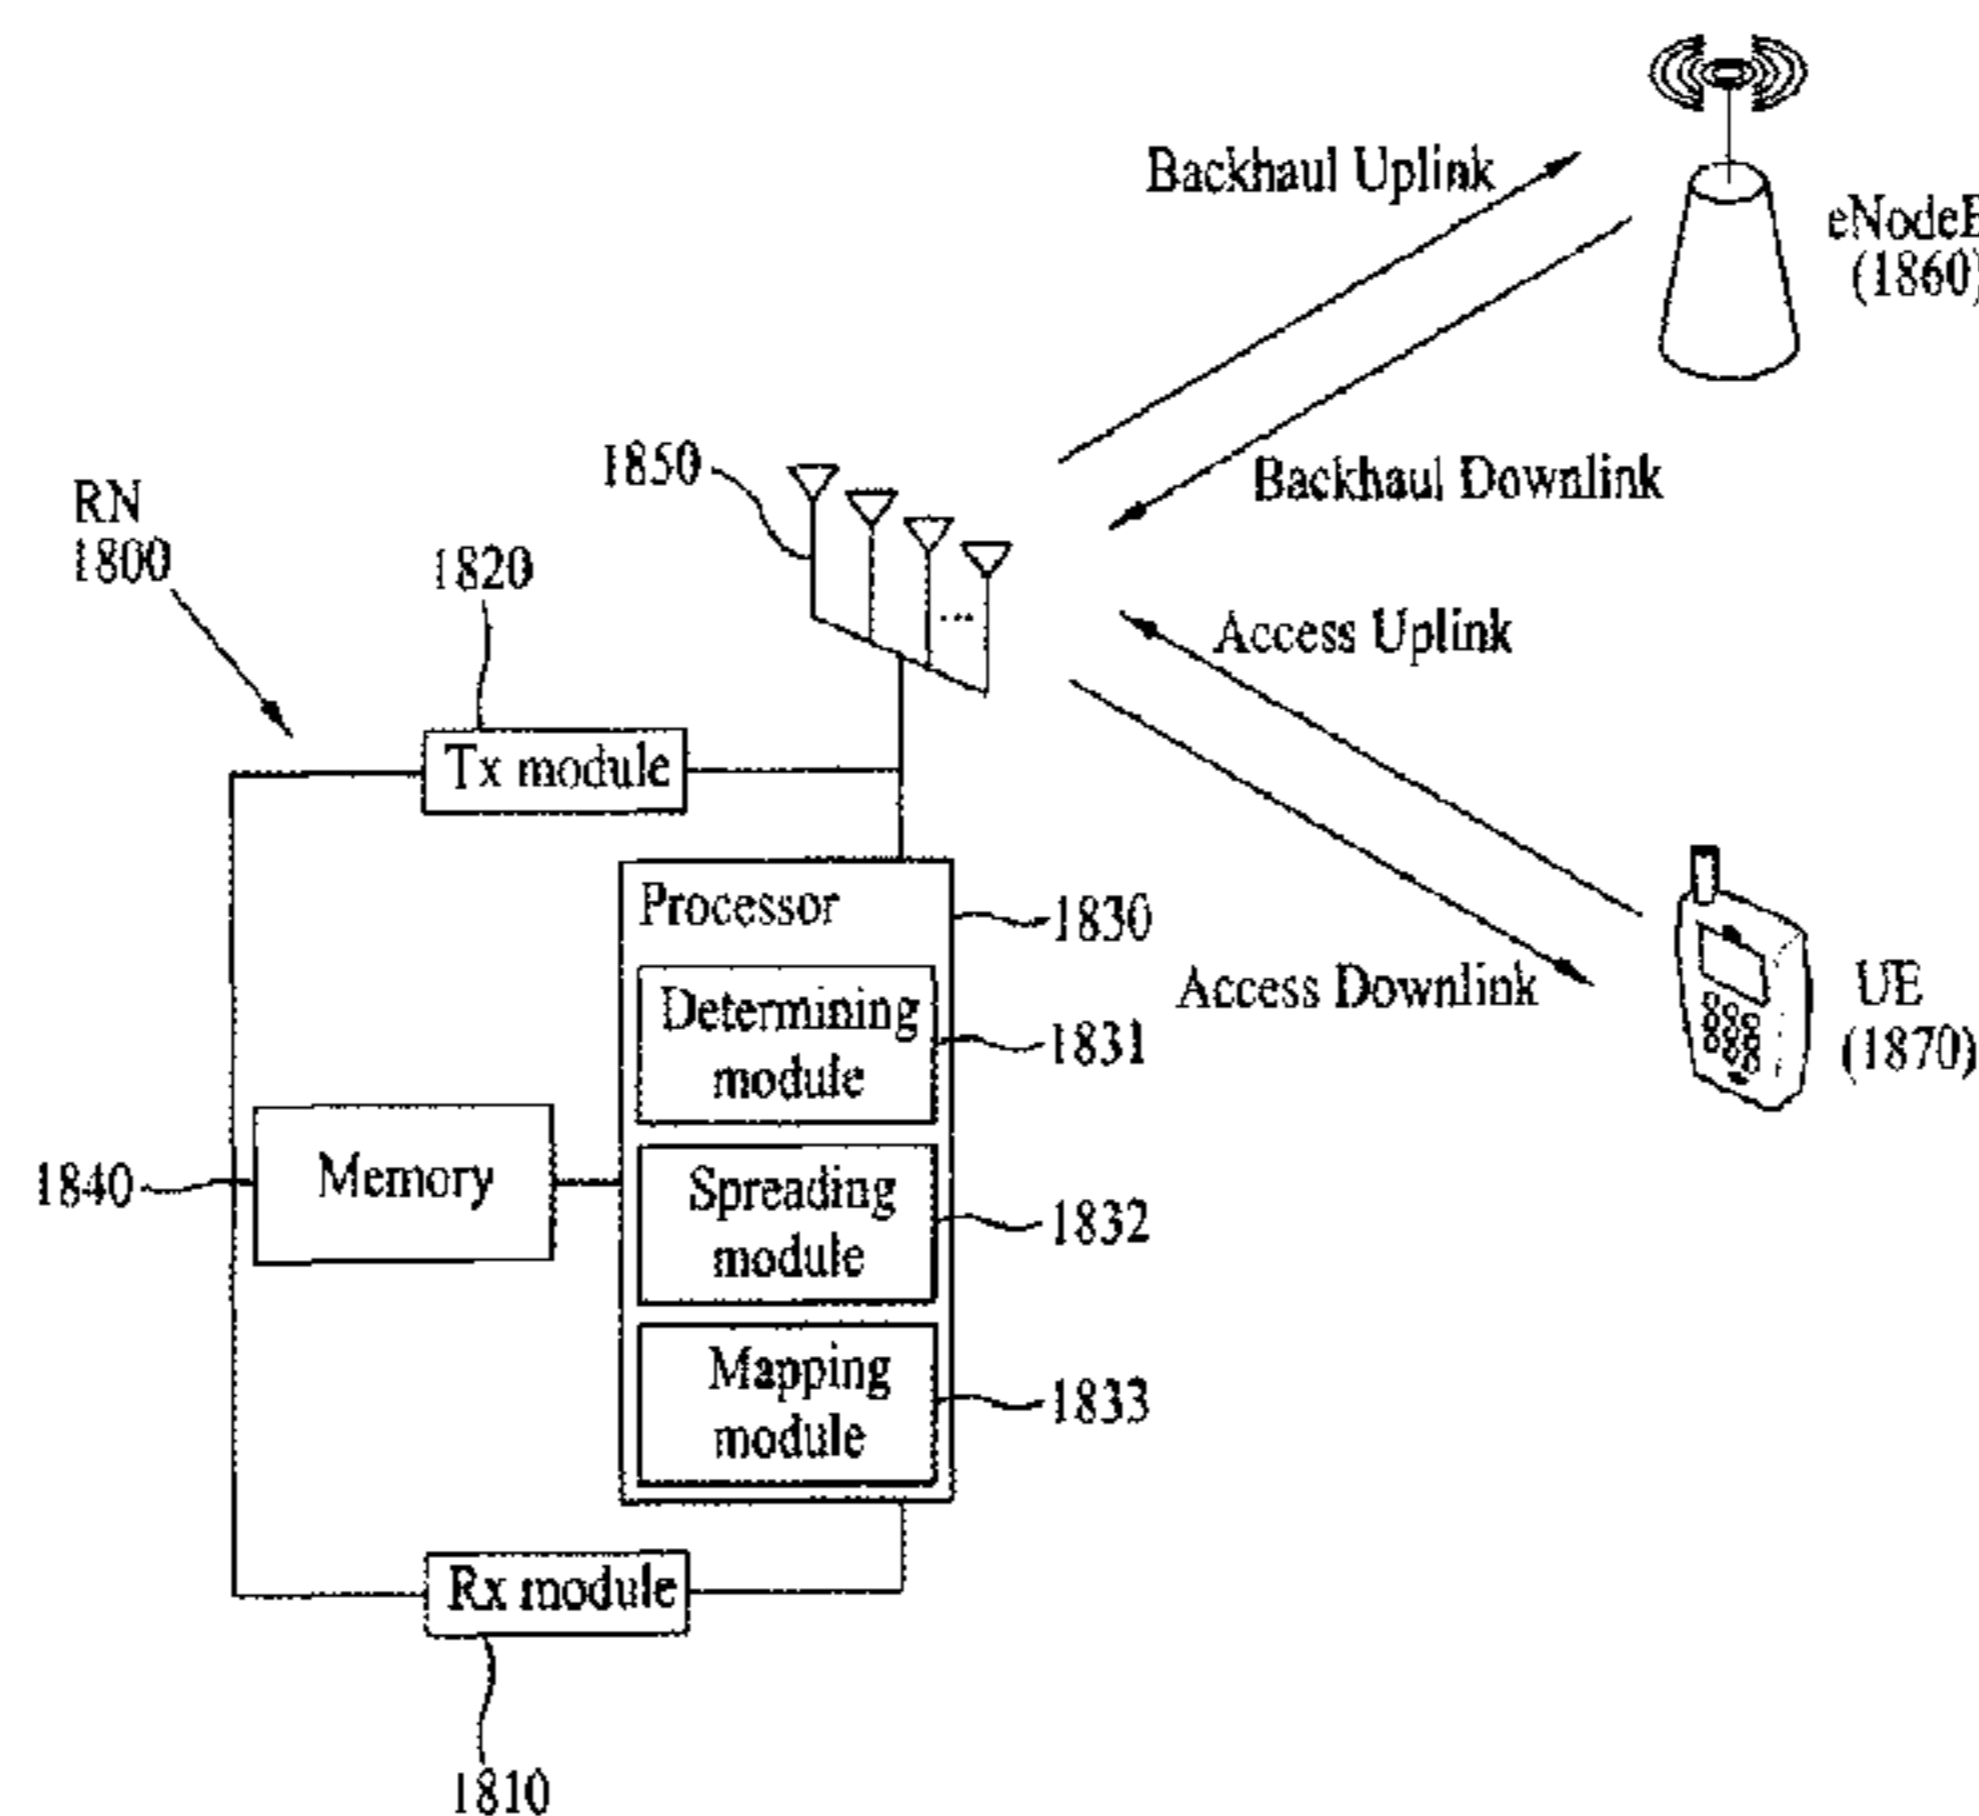 Backhaul Uplink
eNodeB
(1860)
1850
Backhaul Downlink
RN
1800
1820
...
Access Uplink
Tx module
Processor
1830
Access Downlink
UE
(1870)
Determining
module
1831
1840
Memory
Spreading
module
1832
Mapping
module
1833
Rx module
1810